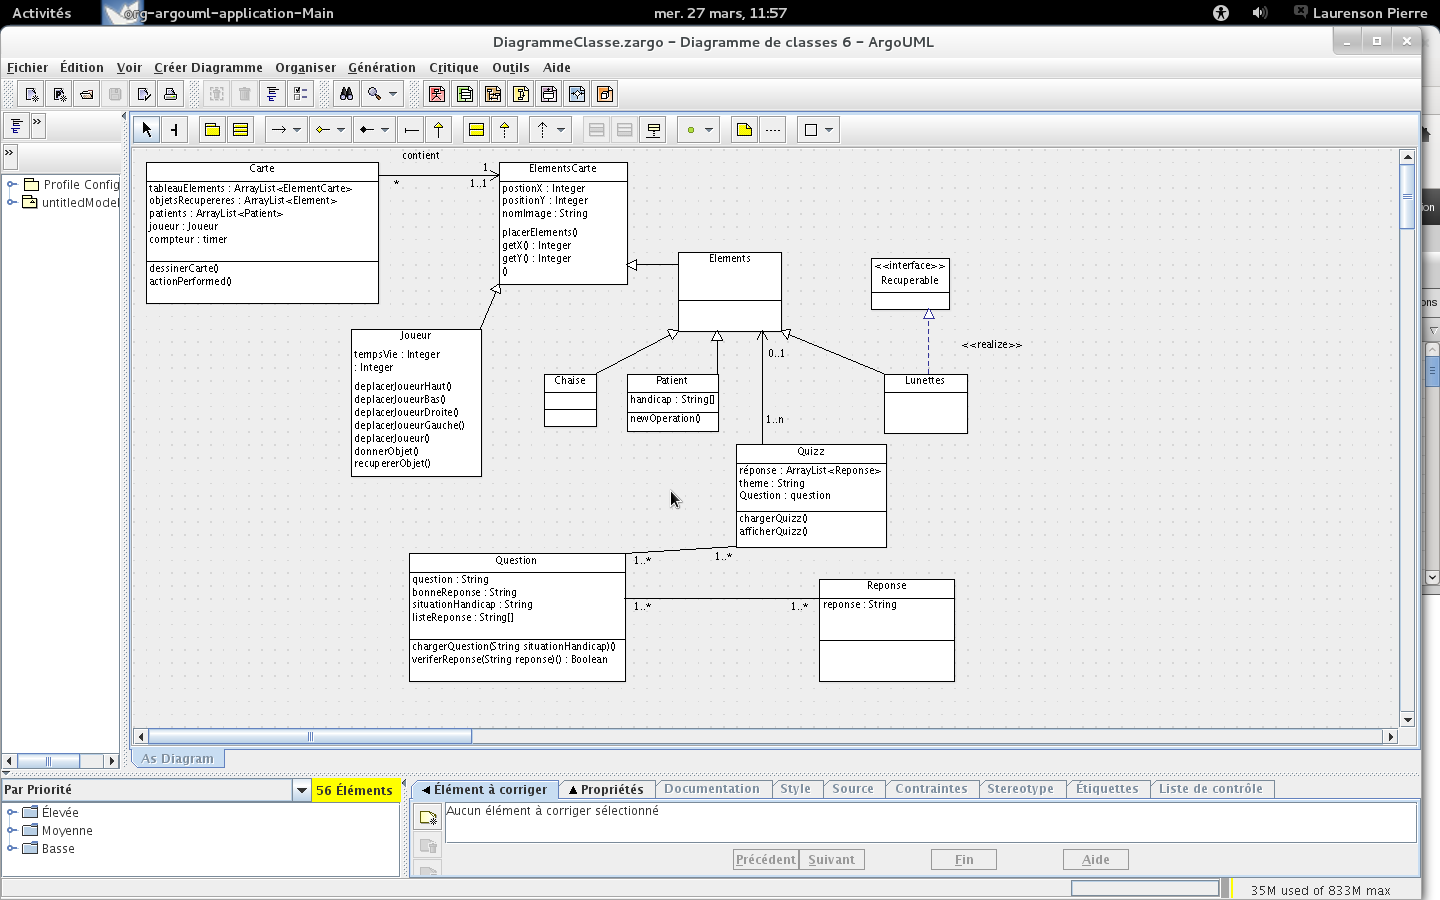 Activités
org-argouml-application-Main
mer. 27 mars, 11:57
Laurenson Pierre
DiagrammeClasse.zargo - Diagramme de classes 6 - ArgoUML
Fichier Édition Voir Créer Diagramme Organiser Génération Critique Outils Aide
Profile Config
untitledModel
contient
1
*
1..1
Carte
tableauElements : ArrayList<ElementCarte>
objetsRecupereres : ArrayList<Element>
patients : ArrayList<Patient>
joueur : Joueur
compteur : timer
dessinerCarte()
actionPerformed()
ElementsCarte
postionX : Integer
positionY : Integer
nomImage : String
placerElements()
getX() : Integer
getY() : Integer
()
Elements
<<interface>>
Recuperable
<<realize>>
Joueur
tempsVie : Integer
: Integer
deplacerJoueurHaut()
deplacerJoueurBas()
deplacerJoueurDroite()
deplacerJoueurGauche()
deplacerJoueur()
donnerObjet()
recupererObjet()
Chaise
Patient
handicap : String[]
newOperation()
0..1
1..n
Lunettes
Quizz
réponse : ArrayList<Reponse>
theme : String
Question : question
chargerQuizz()
afficherQuizz()
1..*
1..*
Question
question : String
bonneReponse : String
situationHandicap : String
listeReponse : String[]
chargerQuestion(String situationHandicap)()
veriferReponse(String reponse)() : Boolean
1..*
1..*
Reponse
reponse : String
As Diagram
Par Priorité
56 Éléments
Élevée
Moyenne
Basse
Élément à corriger
Propriétés
Documentation
Style
Source
Contraintes
Stereotype
Étiquettes
Liste de contrôle
Aucun élément à corriger sélectionné
Précédent Suivant Fin Aide
35M used of 833M max